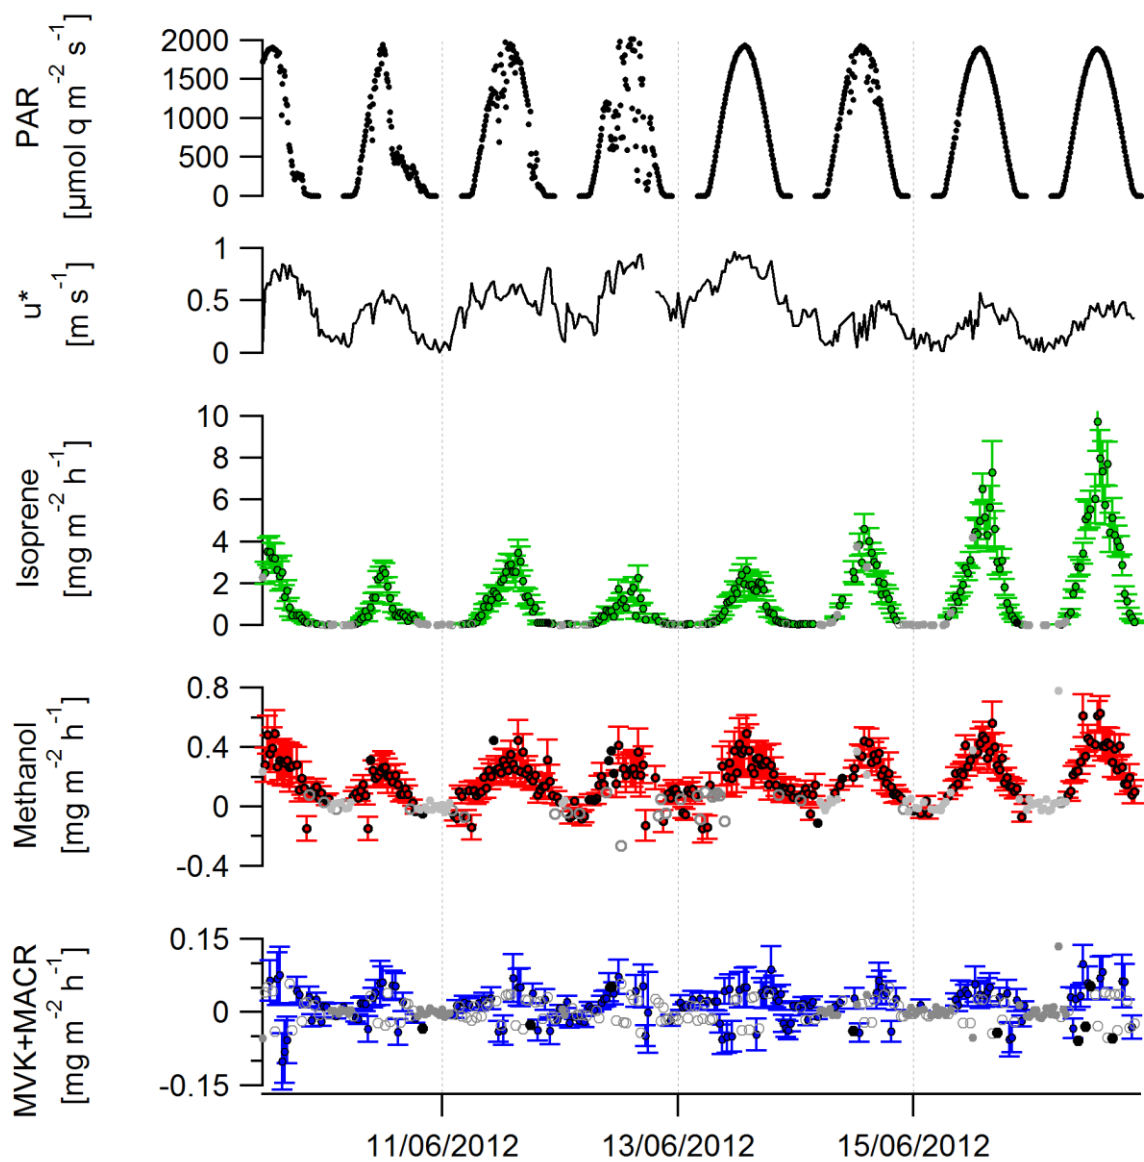 PAR
[µmol q m⁻² s⁻¹]
2000
1500
1000
500
0
u*
[m s⁻¹]
1
0.5
0
Isoprene
[mg m⁻² h⁻¹]
10
8
6
4
2
0
Methanol
[mg m⁻² h⁻¹]
0.8
0.4
0
-0.4
MVK+MACR
[mg m⁻² h⁻¹]
0.15
0
-0.15
11/06/2012 13/06/2012 15/06/2012